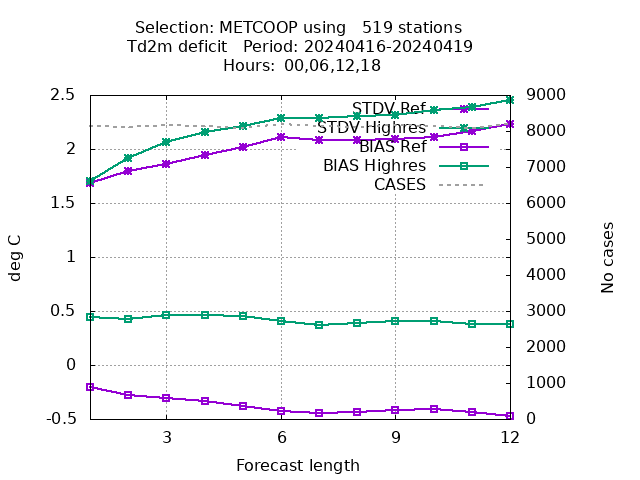 Selection: METCOOP using   519 stations
Td2m deficit   Period: 20240416-20240419
Hours:  00,06,12,18
STDV Ref
STDV Highres
BIAS Ref
BIAS Highres
CASES
2.5
2
1.5
1
0.5
0
-0.5
deg C
9000
8000
7000
6000
5000
4000
3000
2000
1000
0
No cases
3 6 9 12
Forecast length